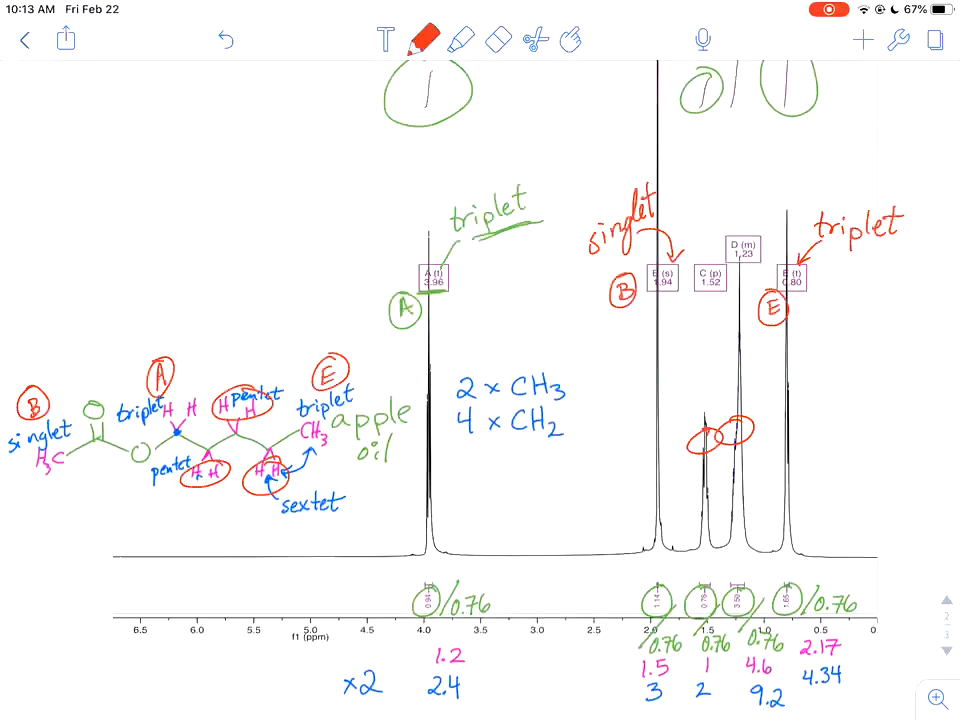 10:13 AM Fri Feb 22
67%
T
triplet
singlet
triplet
A (t)
3.96
B (s)
1.94
C (p)
1.52
D (m)
1.23
E (t)
0.80
A
B
E
B
A
E
singlet
triplet
H H
H pentet
H
triplet
CH3
apple
oil
O
H3C
O
pentet
H H
H H
sextet
2 x CH3
4 x CH2
0.94 /0.76
1.14
0.76
3.50
1.65 /0.76
6.5 6.0 5.5 5.0 4.5 4.0 3.5 3.0 2.5 2.0 1.5 1.0 0.5 0
f1 (ppm)
/0.76 /0.76 /0.76
1.2 1.5 1 4.6 2.17
x2 2.4 3 2 9.2 4.34
2
3